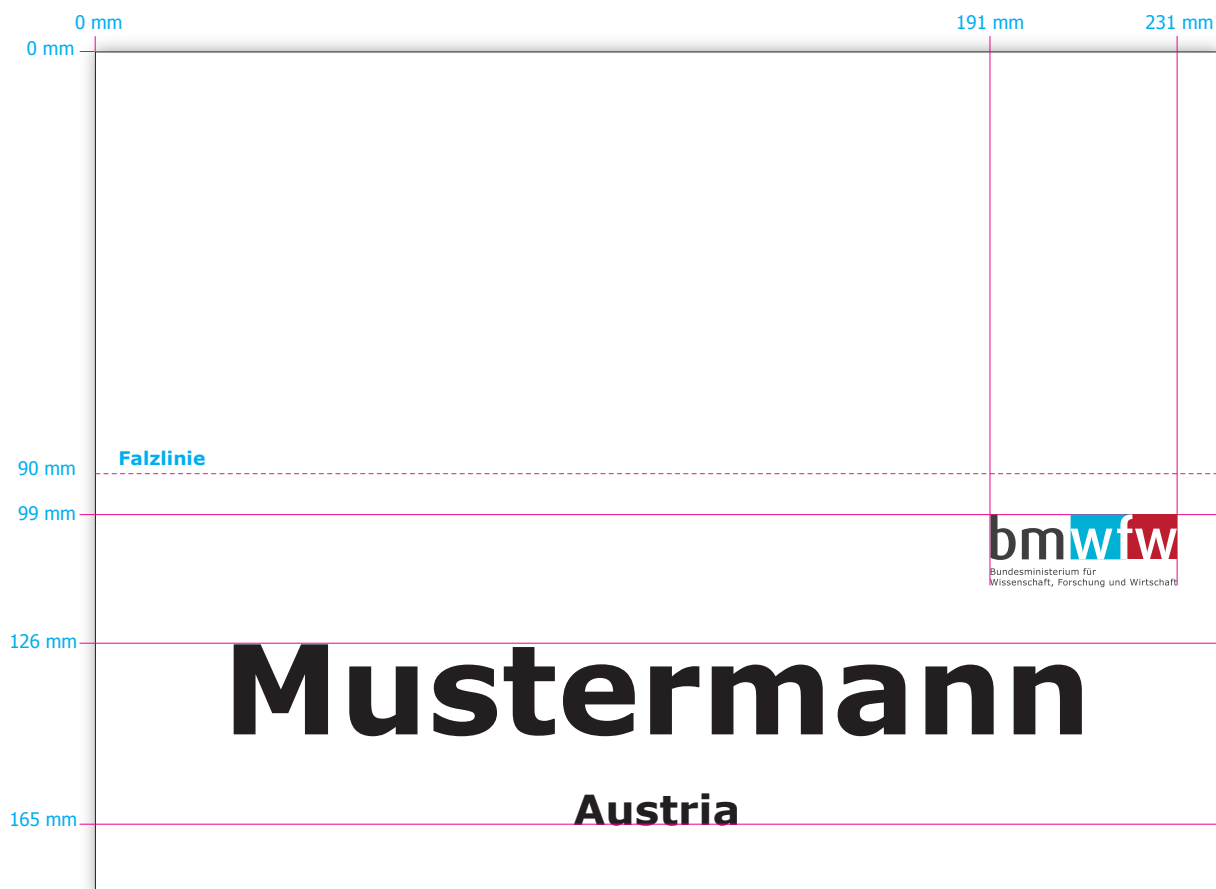 0 mm 191 mm 231 mm
0 mm
Falzlinie
90 mm
99 mm
bmwfw
Bundesministerium für
Wissenschaft, Forschung und Wirtschaft
126 mm
Mustermann
Austria
165 mm